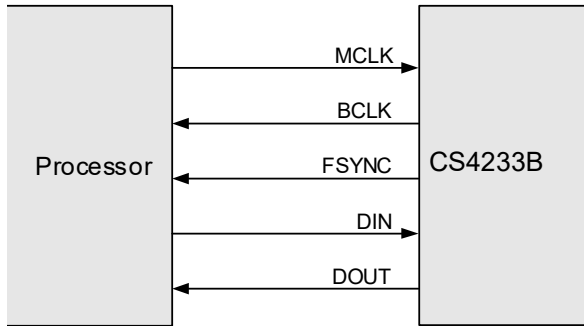 MCLK
BCLK
Processor
FSYNC
CS4233B
DIN
DOUT